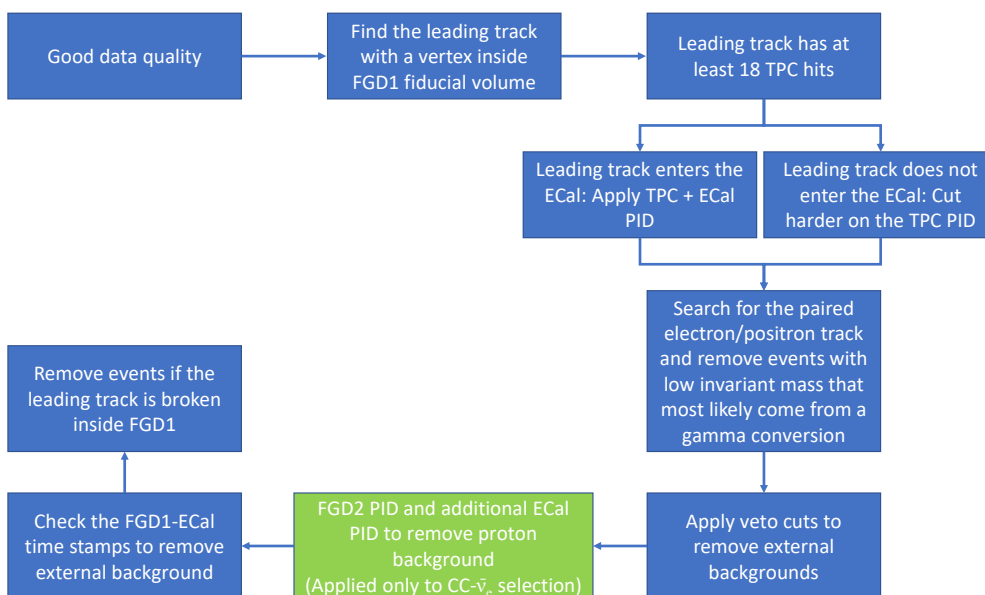 Good data quality
Find the leading track
with a vertex inside
FGD1 fiducial volume
Leading track has at
least 18 TPC hits
Leading track enters the
ECal: Apply TPC + ECal
PID
Leading track does not
enter the ECal: Cut
harder on the TPC PID
Search for the paired
electron/positron track
and remove events with
low invariant mass that
most likely come from a
gamma conversion
Apply veto cuts to
remove external
backgrounds
FGD2 PID and additional ECal
PID to remove proton
background
(Applied only to CC-ν̄ₑ selection)
Check the FGD1-ECal
time stamps to remove
external background
Remove events if the
leading track is broken
inside FGD1